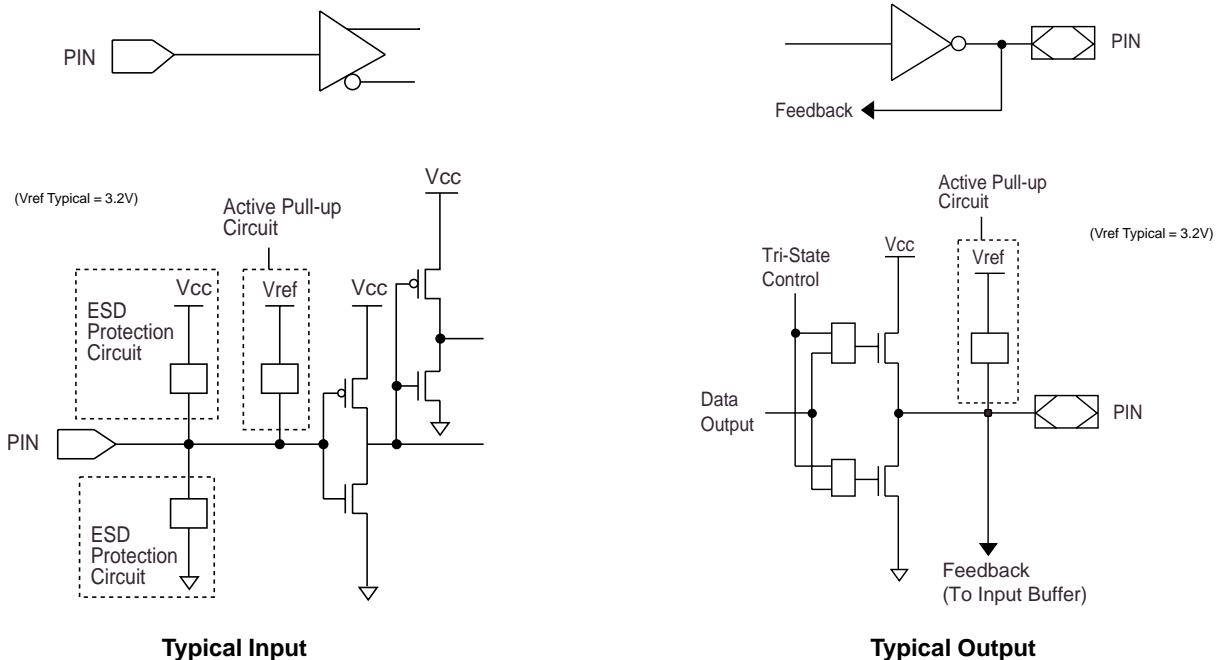 PIN
PIN
Feedback
(Vref Typical = 3.2V)
Active Pull-up
Circuit
Vcc
ESD
Protection
Circuit
Vcc
Vref
Vcc
PIN
ESD
Protection
Circuit
Typical Input
Active Pull-up
Circuit
(Vref Typical = 3.2V)
Tri-State
Control
Vcc
Vref
Data
Output
PIN
Feedback
(To Input Buffer)
Typical Output